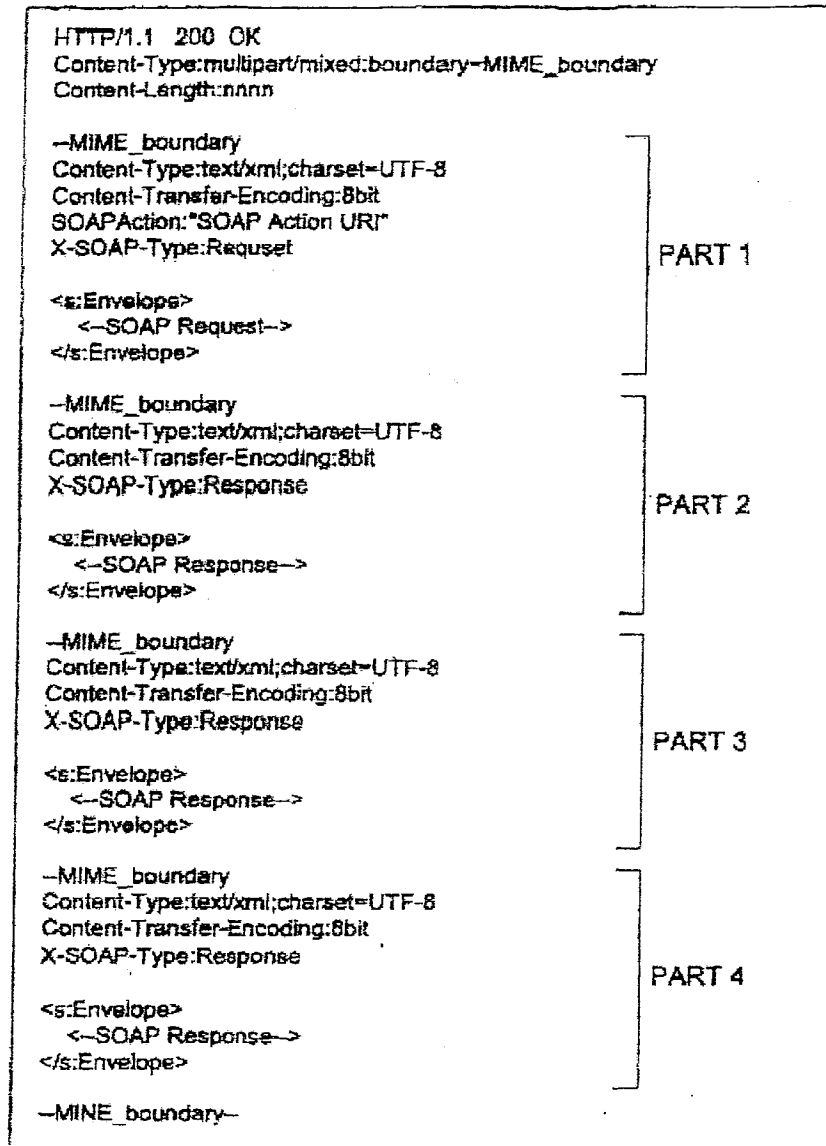 HTTP/1.1 200 OK
Content-Type:multipart/mixed:boundary=MIME_boundary
Content-Length:nnnn
--MIME_boundary
Content-Type:text/xml;charset=UTF-8
Content-Transfer-Encoding:8bit
SOAPAction:"SOAP Action URI"
X-SOAP-Type:Requset
<s:Envelope>
<--SOAP Request-->
</s:Envelope>
PART 1
--MIME_boundary
Content-Type:text/xml;charset=UTF-8
Content-Transfer-Encoding:8bit
X-SOAP-Type:Response
<s:Envelope>
<--SOAP Response-->
</s:Envelope>
PART 2
--MIME_boundary
Content-Type:text/xml;charset=UTF-8
Content-Transfer-Encoding:8bit
X-SOAP-Type:Response
<s:Envelope>
<--SOAP Response-->
</s:Envelope>
PART 3
--MIME_boundary
Content-Type:text/xml;charset=UTF-8
Content-Transfer-Encoding:8bit
X-SOAP-Type:Response
<s:Envelope>
<--SOAP Response-->
</s:Envelope>
PART 4
--MINE_boundary--